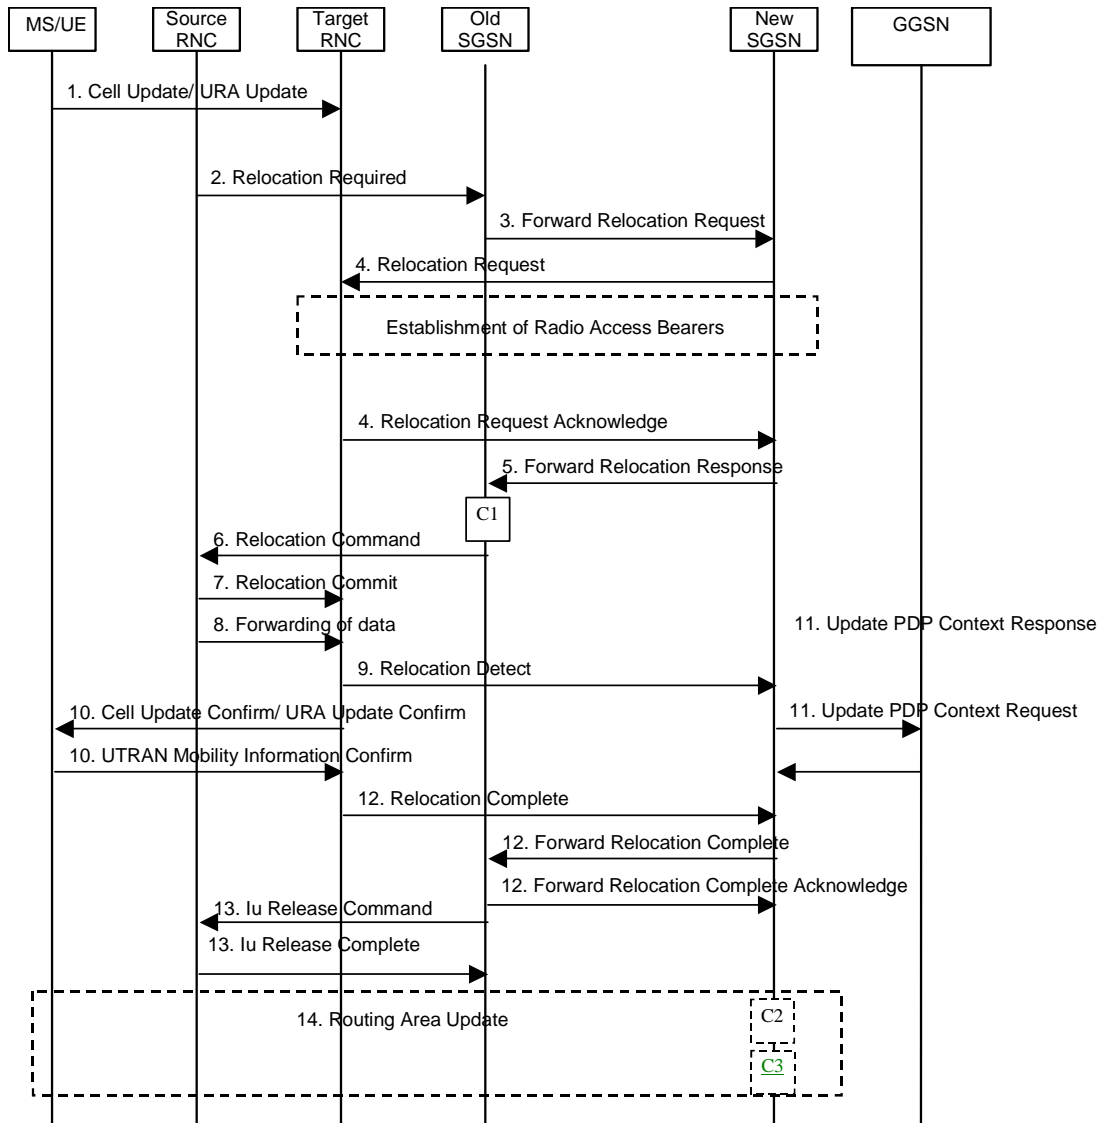 MS/UE
Source
RNC
Target
RNC
Old
SGSN
New
SGSN
GGSN
1. Cell Update/ URA Update
2. Relocation Required
3. Forward Relocation Request
4. Relocation Request
Establishment of Radio Access Bearers
4. Relocation Request Acknowledge
5. Forward Relocation Response
C1
6. Relocation Command
7. Relocation Commit
8. Forwarding of data
11. Update PDP Context Response
9. Relocation Detect
10. Cell Update Confirm/ URA Update Confirm
11. Update PDP Context Request
10. UTRAN Mobility Information Confirm
12. Relocation Complete
12. Forward Relocation Complete
12. Forward Relocation Complete Acknowledge
13. Iu Release Command
13. Iu Release Complete
14. Routing Area Update
C2
C3